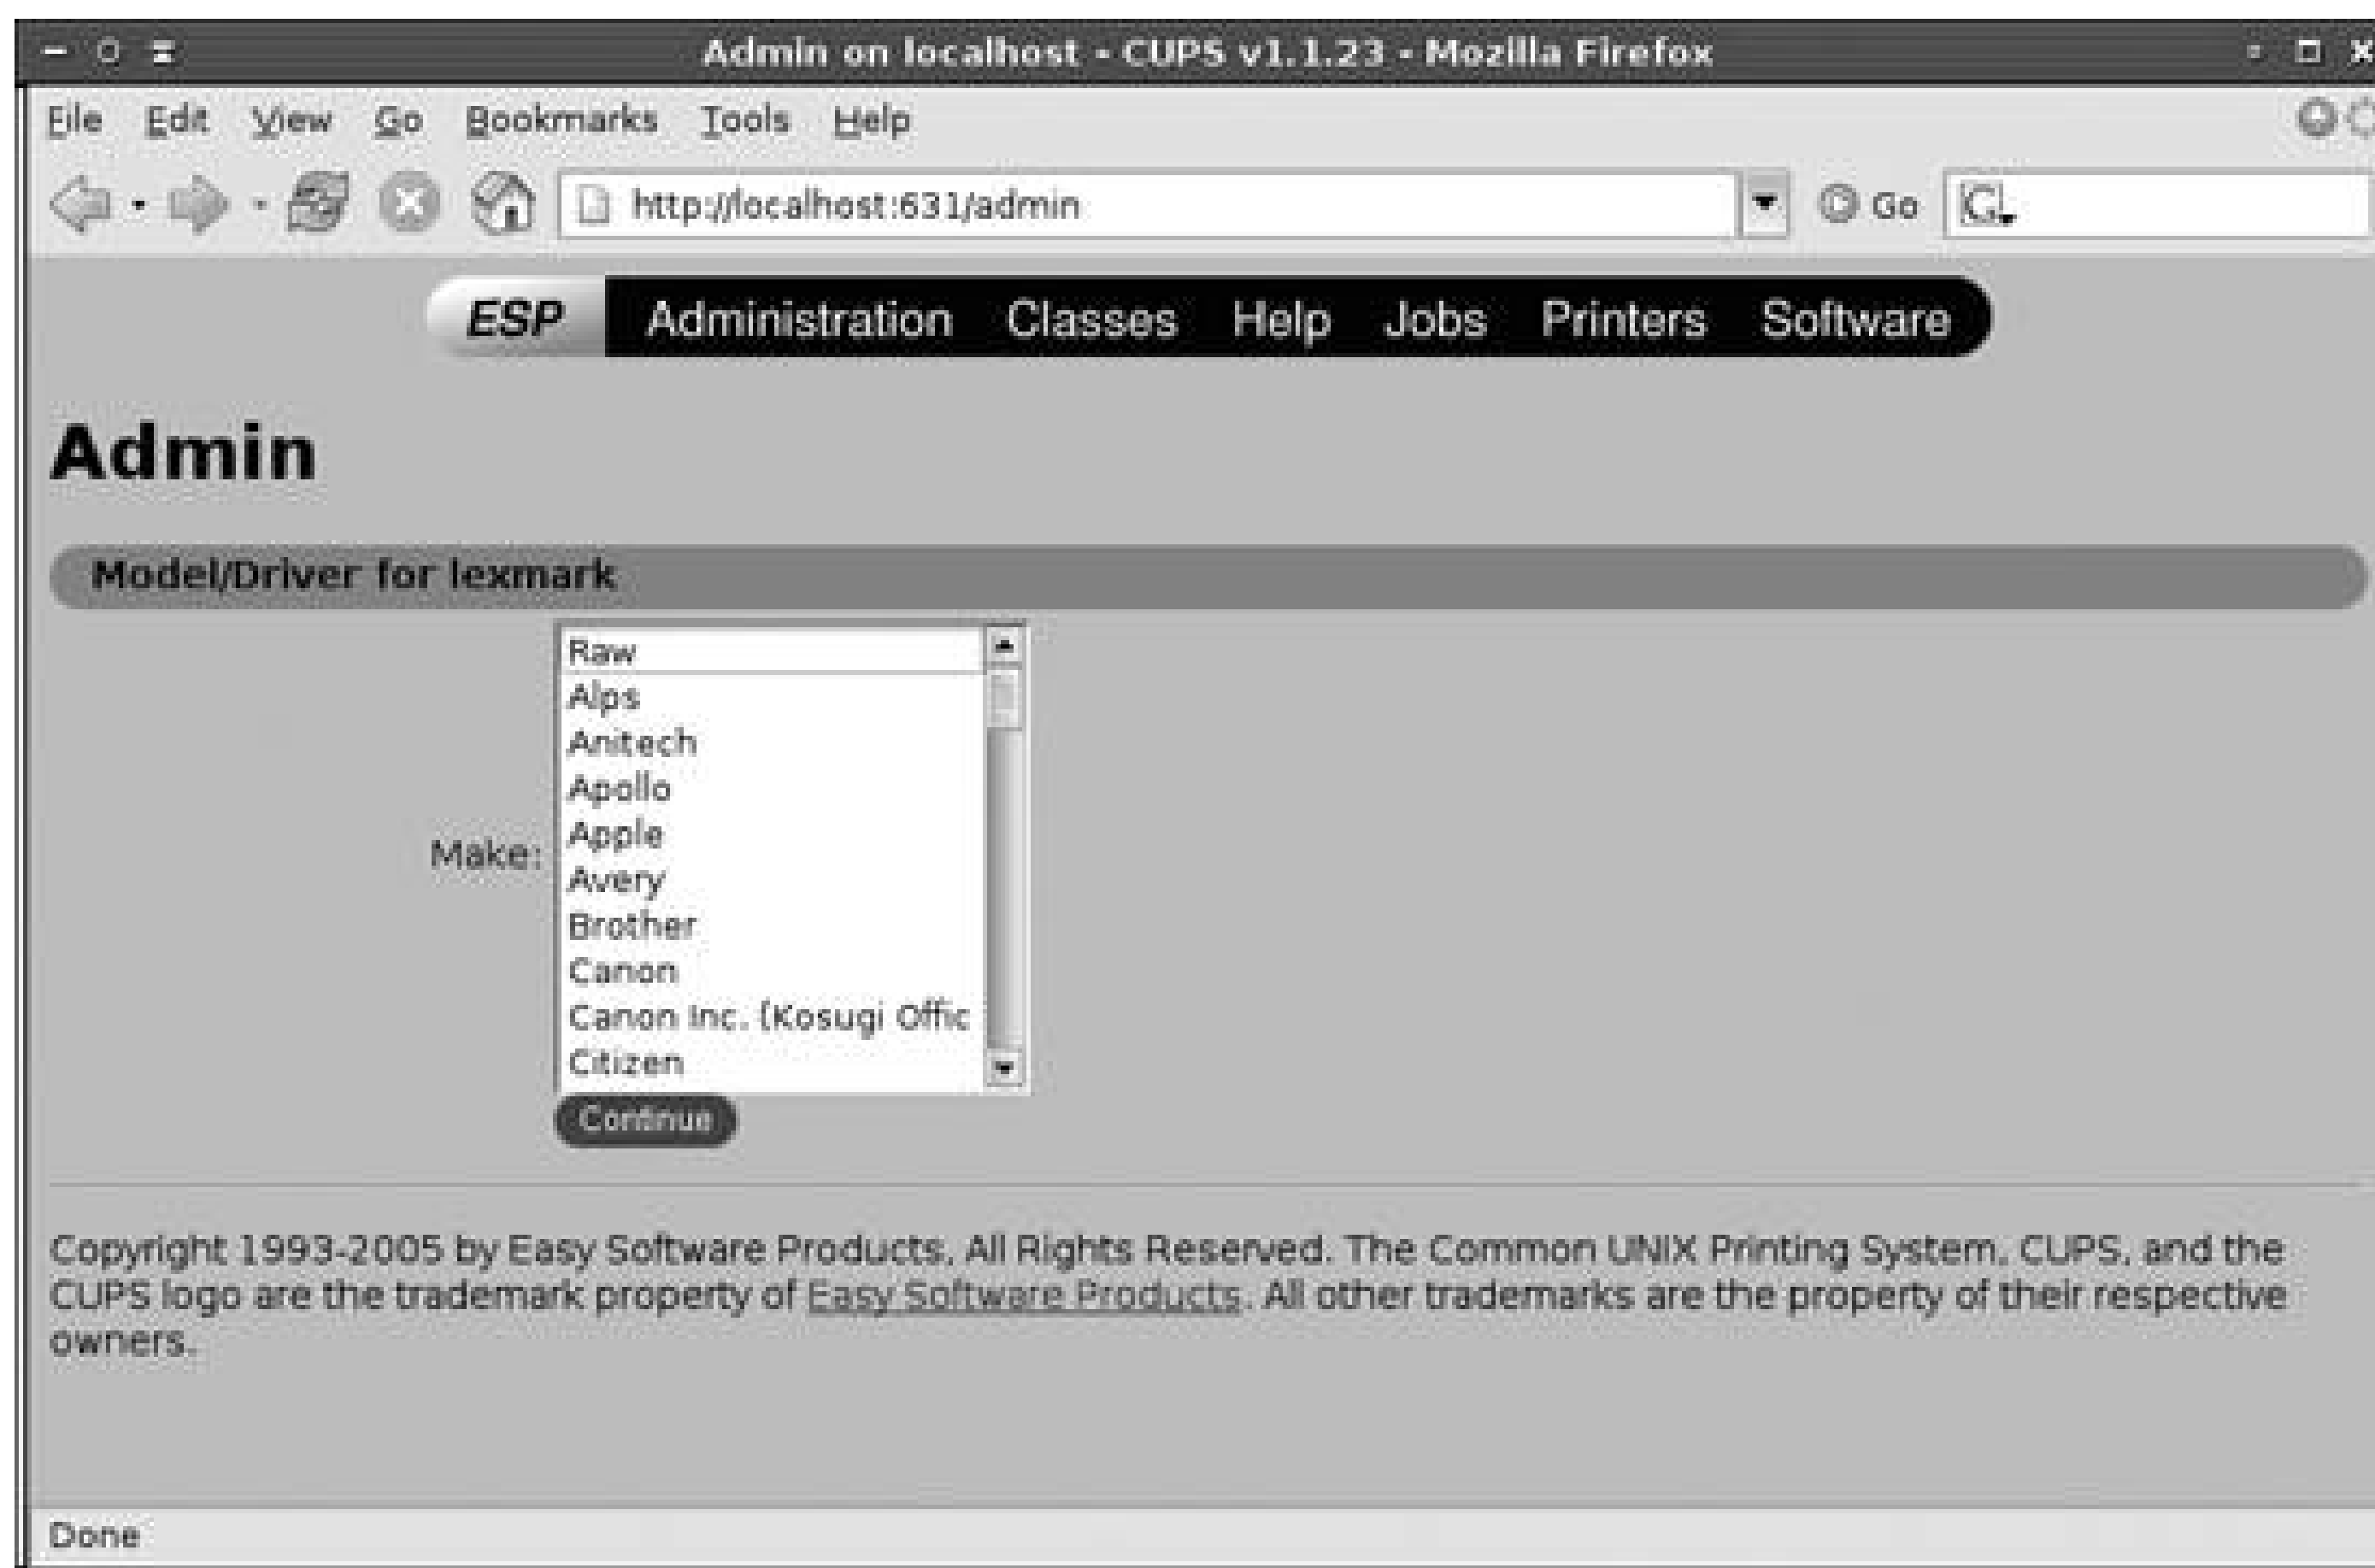 Admin on localhost - CUPS v1.1.23 - Mozilla Firefox
File Edit View Go Bookmarks Tools Help
http://localhost:631/admin Go G
ESP Administration Classes Help Jobs Printers Software
Admin
Model/Driver for lexmark
Make:
Raw
Alps
Anitech
Apollo
Apple
Avery
Brother
Canon
Canon Inc. (Kosugi Offic
Citizen
Continue
Copyright 1993-2005 by Easy Software Products, All Rights Reserved. The Common UNIX Printing System, CUPS, and the
CUPS logo are the trademark property of Easy Software Products. All other trademarks are the property of their respective
owners.
Done